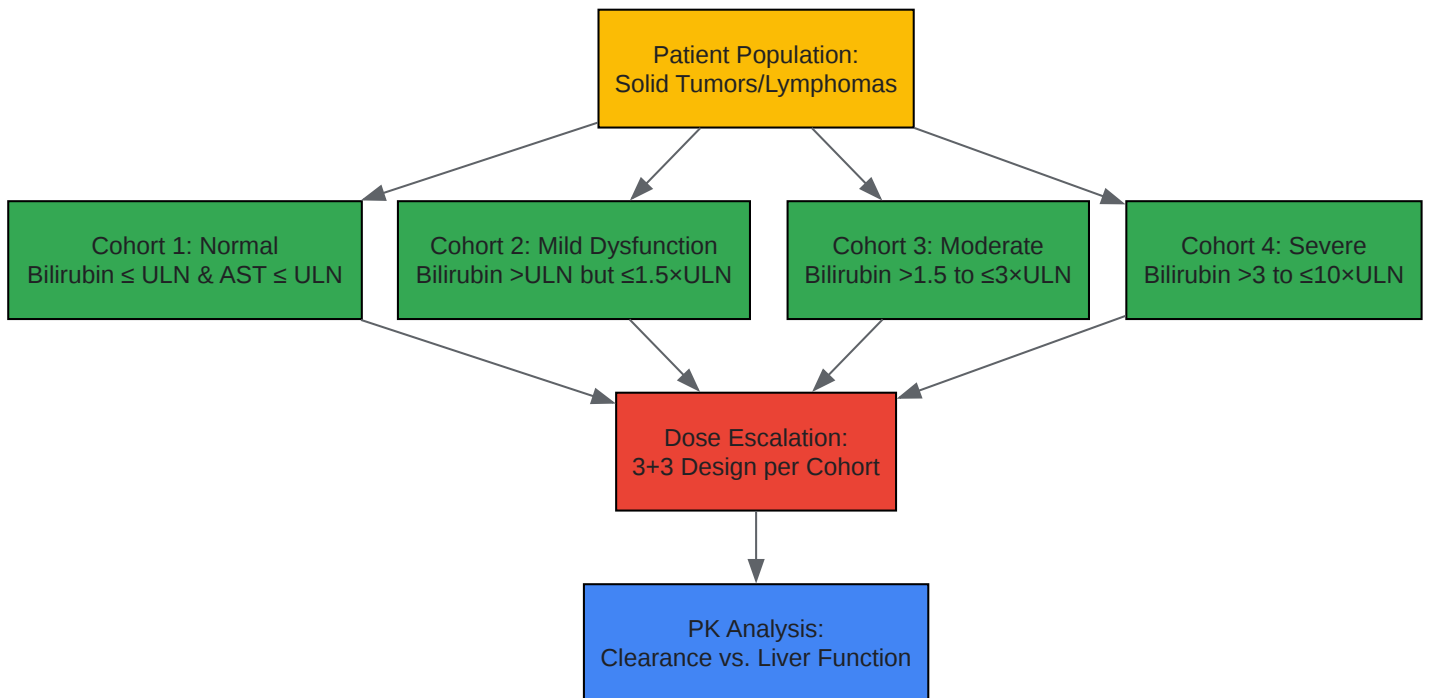 Patient Population:
Solid Tumors/Lymphomas
Cohort 1: Normal
Bilirubin ≤ ULN & AST ≤ ULN
Cohort 2: Mild Dysfunction
Bilirubin >ULN but ≤1.5×ULN
Cohort 3: Moderate
Bilirubin >1.5 to ≤3×ULN
Cohort 4: Severe
Bilirubin >3 to ≤10×ULN
Dose Escalation:
3+3 Design per Cohort
PK Analysis:
Clearance vs. Liver Function